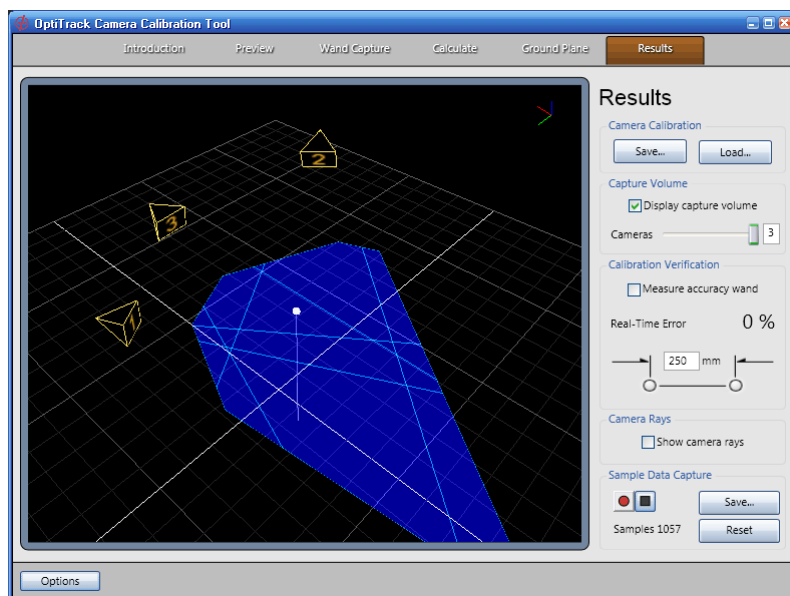 OptiTrack Camera Calibration Tool
Introduction Preview Wand Capture Calculate Ground Plane Results
Results
Camera Calibration
Save... Load...
Capture Volume
Display capture volume
Cameras 3
Calibration Verification
Measure accuracy wand
Real-Time Error 0 %
250 mm
Camera Rays
Show camera rays
Sample Data Capture
Save...
Samples 1057 Reset
2
3
1
Options